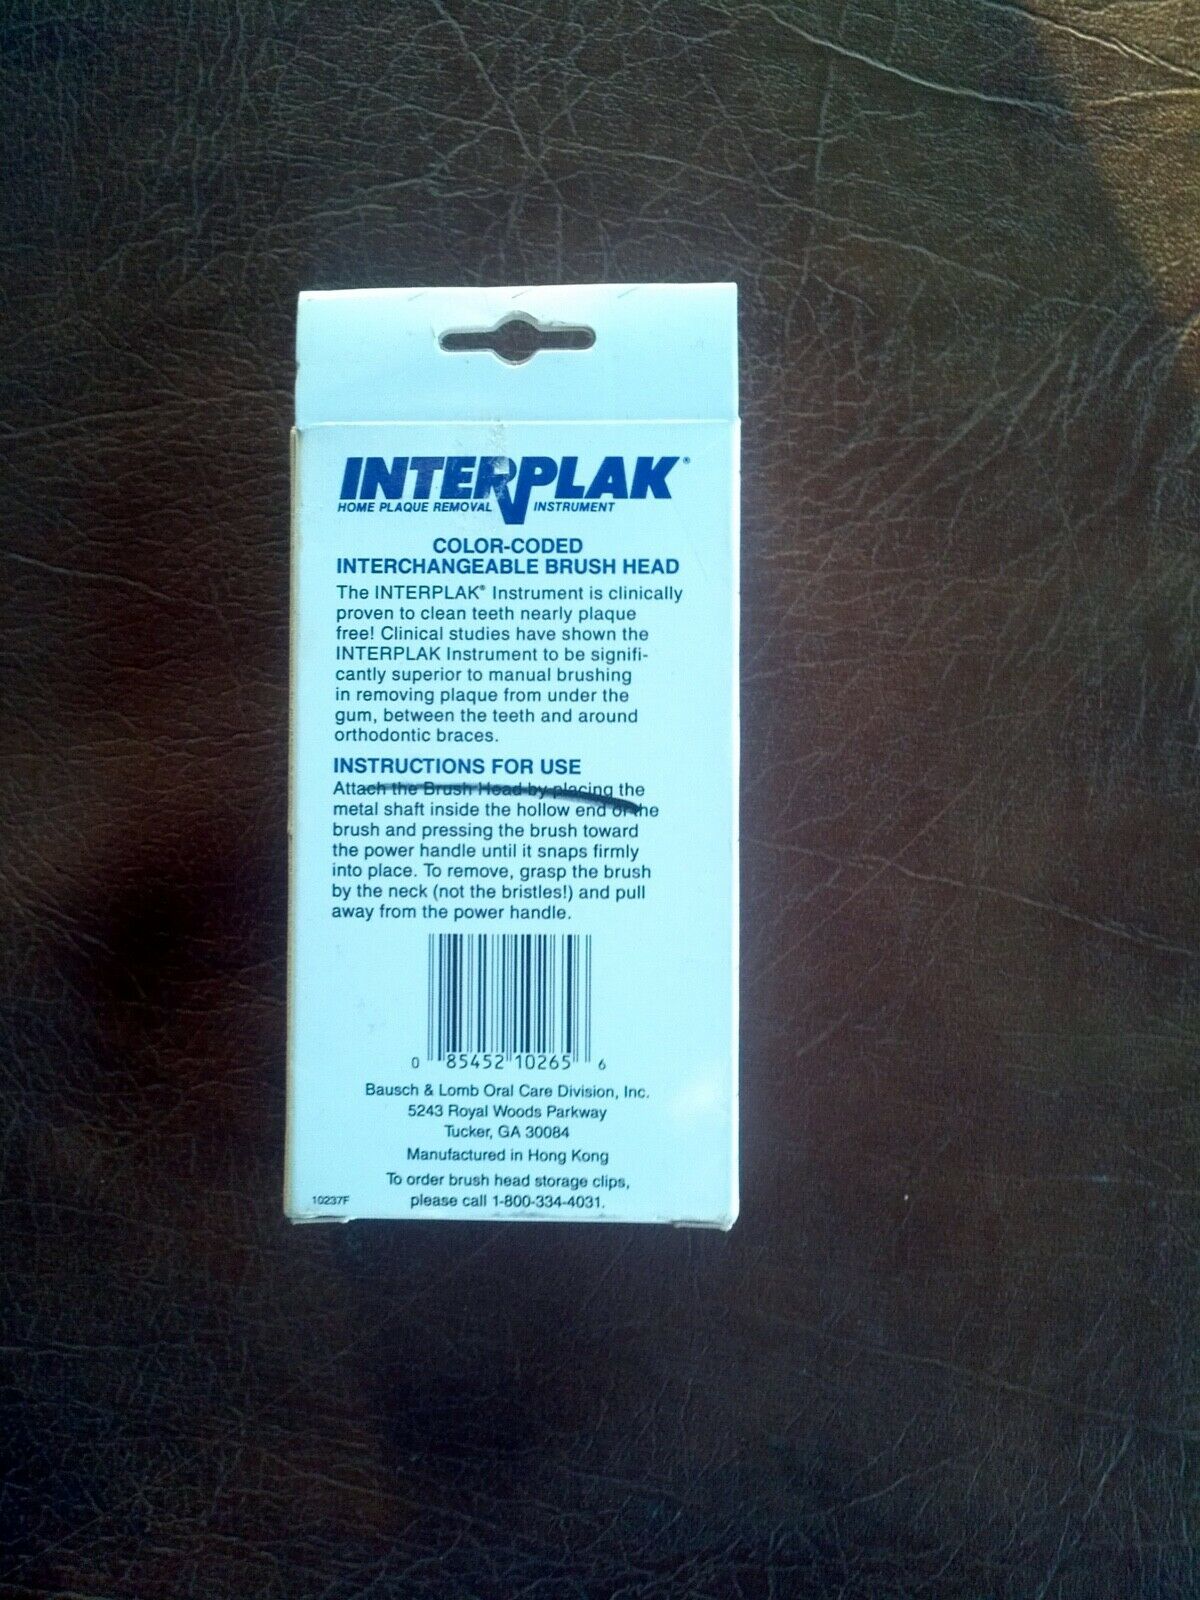 INTERPLAK®
HOME PLAQUE REMOVAL INSTRUMENT
COLOR-CODED
INTERCHANGEABLE BRUSH HEAD
The INTERPLAK® Instrument is clinically
proven to clean teeth nearly plaque
free! Clinical studies have shown the
INTERPLAK Instrument to be signifi-
cantly superior to manual brushing
in removing plaque from under the
gum, between the teeth and around
orthodontic braces.
INSTRUCTIONS FOR USE
Attach the Brush Head by placing the
metal shaft inside the hollow end of the
brush and pressing the brush toward
the power handle until it snaps firmly
into place. To remove, grasp the brush
by the neck (not the bristles!) and pull
away from the power handle.
0 85452 10265 6
Bausch & Lomb Oral Care Division, Inc.
5243 Royal Woods Parkway
Tucker, GA 30084
Manufactured in Hong Kong
To order brush head storage clips,
10237F please call 1-800-334-4031.